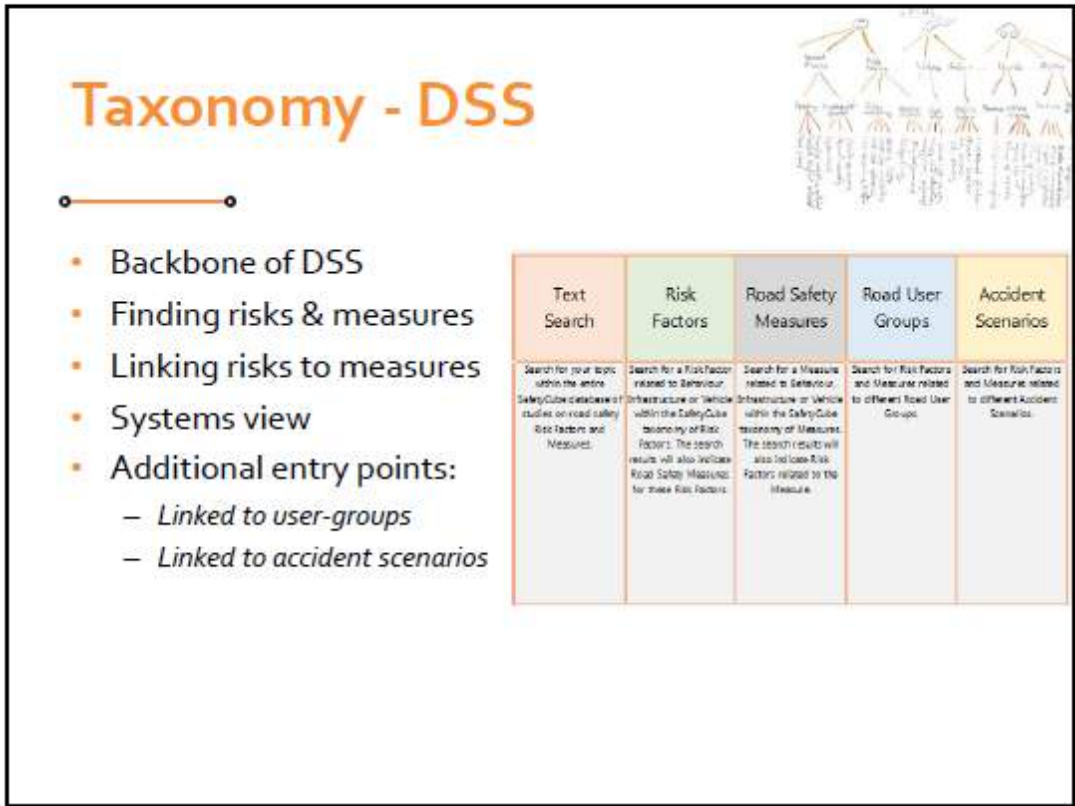 Taxonomy - DSS
• Backbone of DSS
• Finding risks & measures
• Linking risks to measures
• Systems view
• Additional entry points:
– Linked to user-groups
– Linked to accident scenarios
Text
Search
Risk
Factors
Road Safety
Measures
Road User
Groups
Accident
Scenarios
Search for your topic
within the entire
SafetyCube database of
studies on road safety
Risk Factors and
Measures.
Search for a Risk Factor
related to Behaviour,
Infrastructure or Vehicle
within the SafetyCube
taxonomy of Risk
Factors. The search
results will also indicate
Road Safety Measures
for these Risk Factors.
Search for a Measure
related to Behaviour,
Infrastructure or Vehicle
within the SafetyCube
taxonomy of Measures.
The search results will
also indicate Risk
Factors related to the
Measure.
Search for Risk Factors
and Measures related
to different Road User
Groups.
Search for Risk Factors
and Measures related
to different Accident
Scenarios.